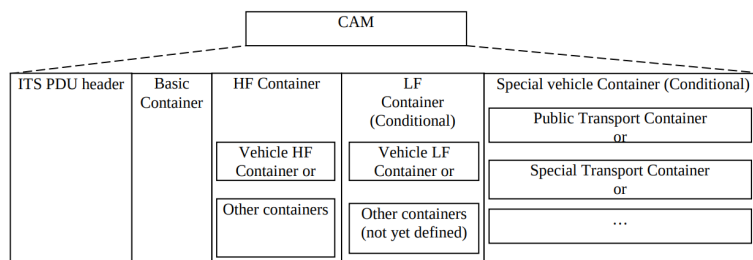 CAM
ITS PDU header
Basic
Container
HF Container
Vehicle HF
Container or
Other containers
LF
Container
(Conditional)
Vehicle LF
Container or
Other containers
(not yet defined)
Special vehicle Container (Conditional)
Public Transport Container
or
Special Transport Container
or
…